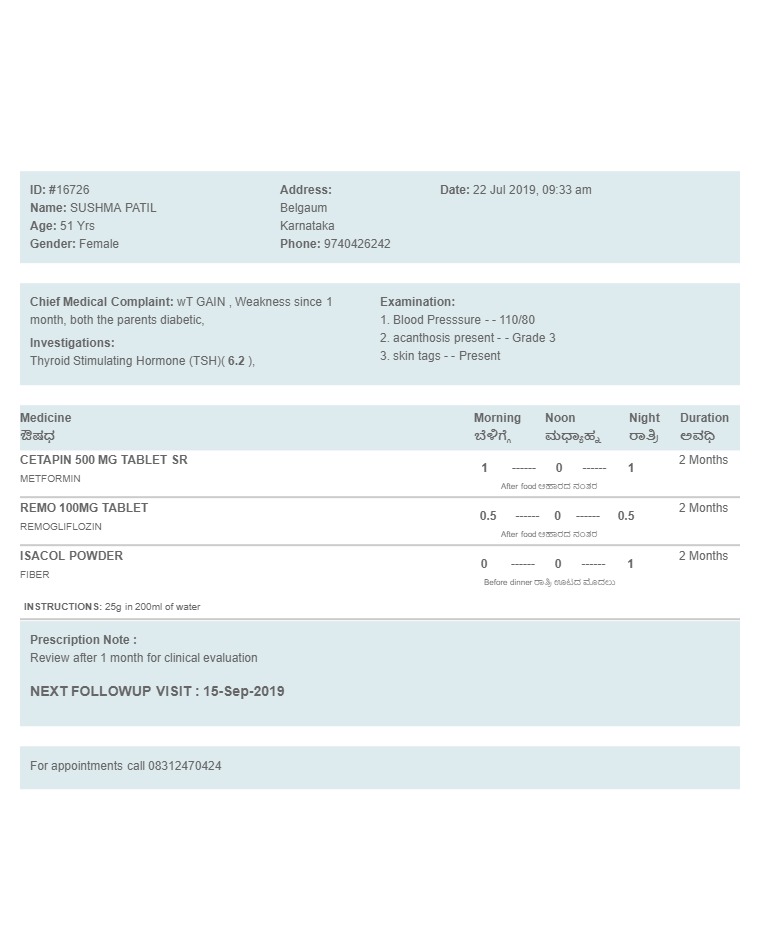 ID: #16726
Name: SUSHMA PATIL
Age: 51 Yrs
Gender: Female
Address:
Belgaum
Karnataka
Phone: 9740426242
Date: 22 Jul 2019, 09:33 am
Chief Medical Complaint: wT GAIN , Weakness since 1
month, both the parents diabetic,
Investigations:
Thyroid Stimulating Hormone (TSH)( 6.2 ),
Examination:
1. Blood Presssure - - 110/80
2. acanthosis present - - Grade 3
3. skin tags - - Present
Medicine Morning Noon Night Duration
ಔಷಧ ಬೆಳಿಗ್ಗೆ ಮಧ್ಯಾಹ್ನ ರಾತ್ರಿ ಅವಧಿ
CETAPIN 500 MG TABLET SR 1 ------ 0 ------ 1 2 Months
METFORMIN
After food ಆಹಾರದ ನಂತರ
REMO 100MG TABLET 0.5 ------ 0 ------ 0.5 2 Months
REMOGLIFLOZIN
After food ಆಹಾರದ ನಂತರ
ISACOL POWDER 0 ------ 0 ------ 1 2 Months
FIBER
Before dinner ರಾತ್ರಿ ಊಟದ ಮೊದಲು
INSTRUCTIONS: 25g in 200ml of water
Prescription Note :
Review after 1 month for clinical evaluation
NEXT FOLLOWUP VISIT : 15-Sep-2019
For appointments call 08312470424